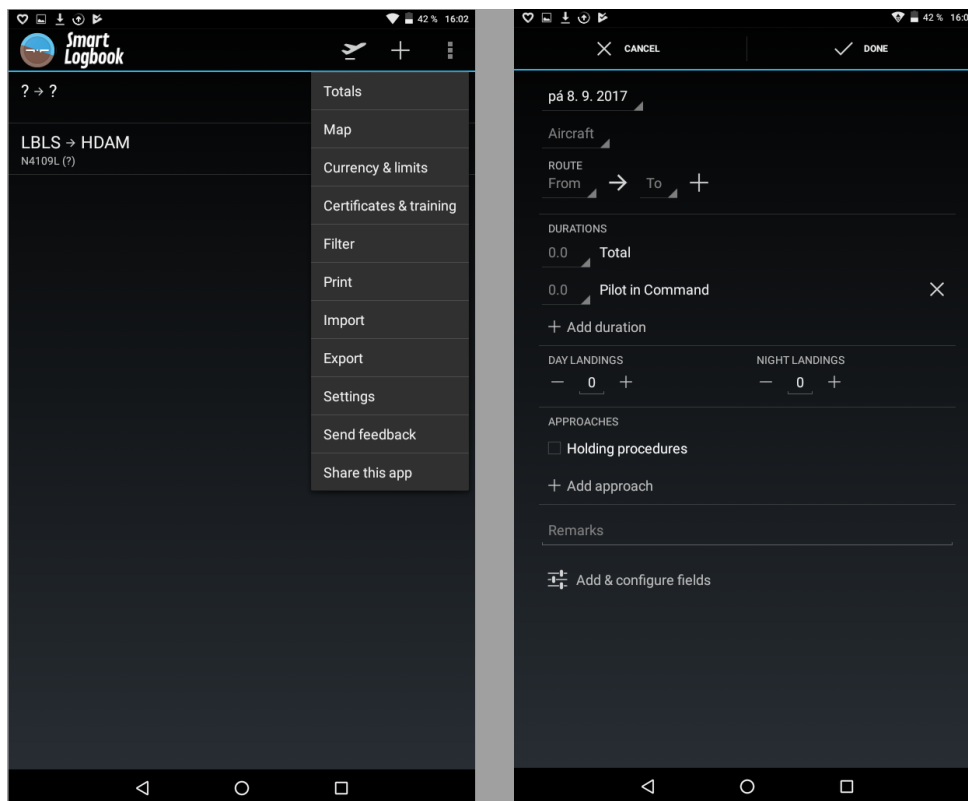 42 % 16:02
Smart
Logbook
? → ?
LBLS → HDAM
N4109L (?)
Totals
Map
Currency & limits
Certificates & training
Filter
Print
Import
Export
Settings
Send feedback
Share this app
42 % 16:0
CANCEL
DONE
pá 8. 9. 2017
Aircraft
ROUTE
From → To +
DURATIONS
0.0 Total
0.0 Pilot in Command
+ Add duration
DAY LANDINGS NIGHT LANDINGS
− 0 + − 0 +
APPROACHES
Holding procedures
+ Add approach
Remarks
Add & configure fields